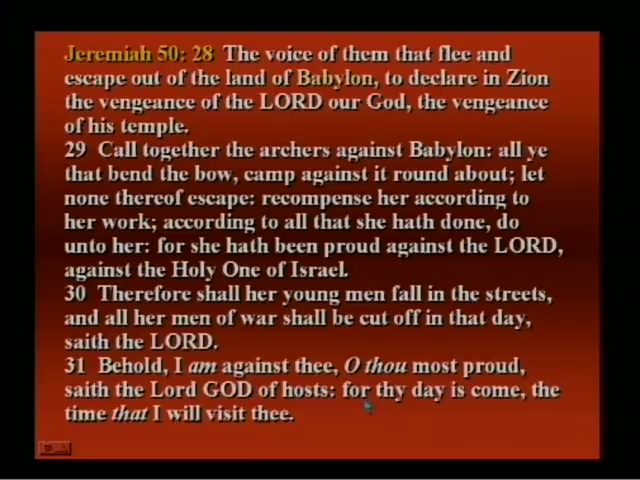 Jeremiah 50: 28 The voice of them that flee and
escape out of the land of Babylon, to declare in Zion
the vengeance of the LORD our God, the vengeance
of his temple.
29 Call together the archers against Babylon: all ye
that bend the bow, camp against it round about; let
none thereof escape: recompense her according to
her work; according to all that she hath done, do
unto her: for she hath been proud against the LORD,
against the Holy One of Israel.
30 Therefore shall her young men fall in the streets,
and all her men of war shall be cut off in that day,
saith the LORD.
31 Behold, I am against thee, O thou most proud,
saith the Lord GOD of hosts: for thy day is come, the
time that I will visit thee.